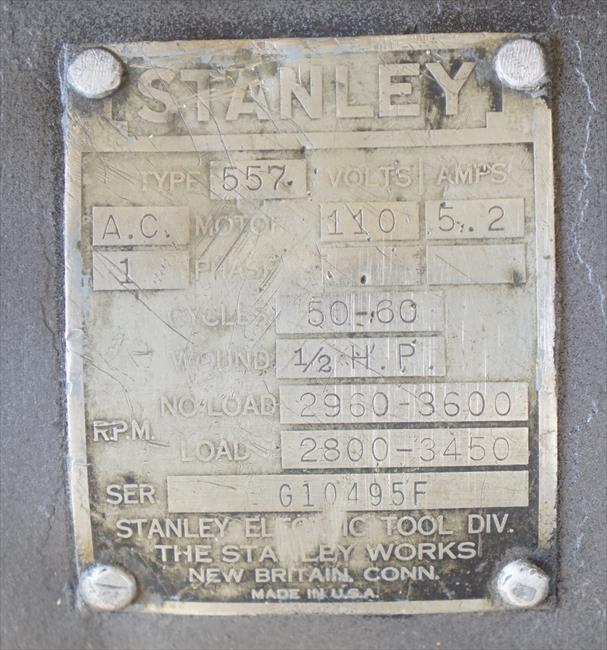 STANLEY
TYPE 557. VOLTS AMPS
A.C. MOTOR 110 5.2
1 PHASE
CYCLES 50-60
WOUND 1/2 H.P.
NO LOAD 2960-3600
R.P.M.
LOAD 2800-3450
SER. G10495F
STANLEY ELECTRIC TOOL DIV.
THE STANLEY WORKS
NEW BRITAIN, CONN.
MADE IN U.S.A.